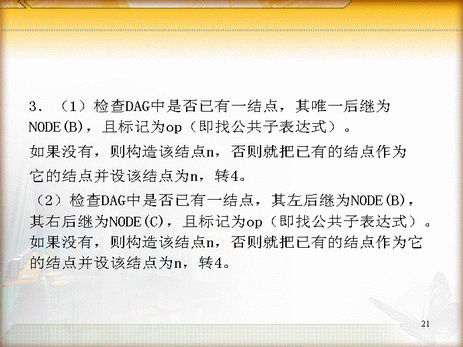 3．（1）检查DAG中是否已有一结点，其唯一后继为
NODE(B)，且标记为op（即找公共子表达式）。
如果没有，则构造该结点n，否则就把已有的结点作为
它的结点并设该结点为n，转4。
（2）检查DAG中是否已有一结点，其左后继为NODE(B)，
其右后继为NODE(C)，且标记为op（即找公共子表达式）。
如果没有，则构造该结点n，否则就把已有的结点作为它
的结点并设该结点为n，转4。
21